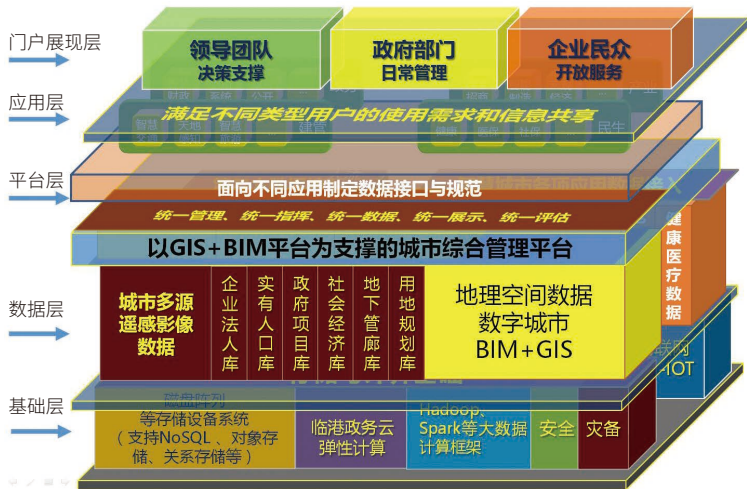 门户展现层
领导团队
决策支撑
政府部门
日常管理
企业民众
开放服务
应用层
满足不同类型用户的使用需求和信息共享
建管
民生
平台层
面向不同应用制定数据接口与规范
统一管理、统一指挥、统一数据、统一展示、统一评估
以GIS+BIM平台为支撑的城市综合管理平台
数据层
城市多源
遥感影像
数据
企业法人库
实有人口库
政府项目库
社会经济库
地下管廊库
用地规划库
地理空间数据
数字城市
BIM+GIS
健康医疗数据
联网
-IOT
基础层
磁盘阵列
等存储设备系统
（支持NoSQL、对象存
储、关系存储等）
临港政务云
弹性计算
Hadoop、
Spark等大数据
计算框架
安全
灾备